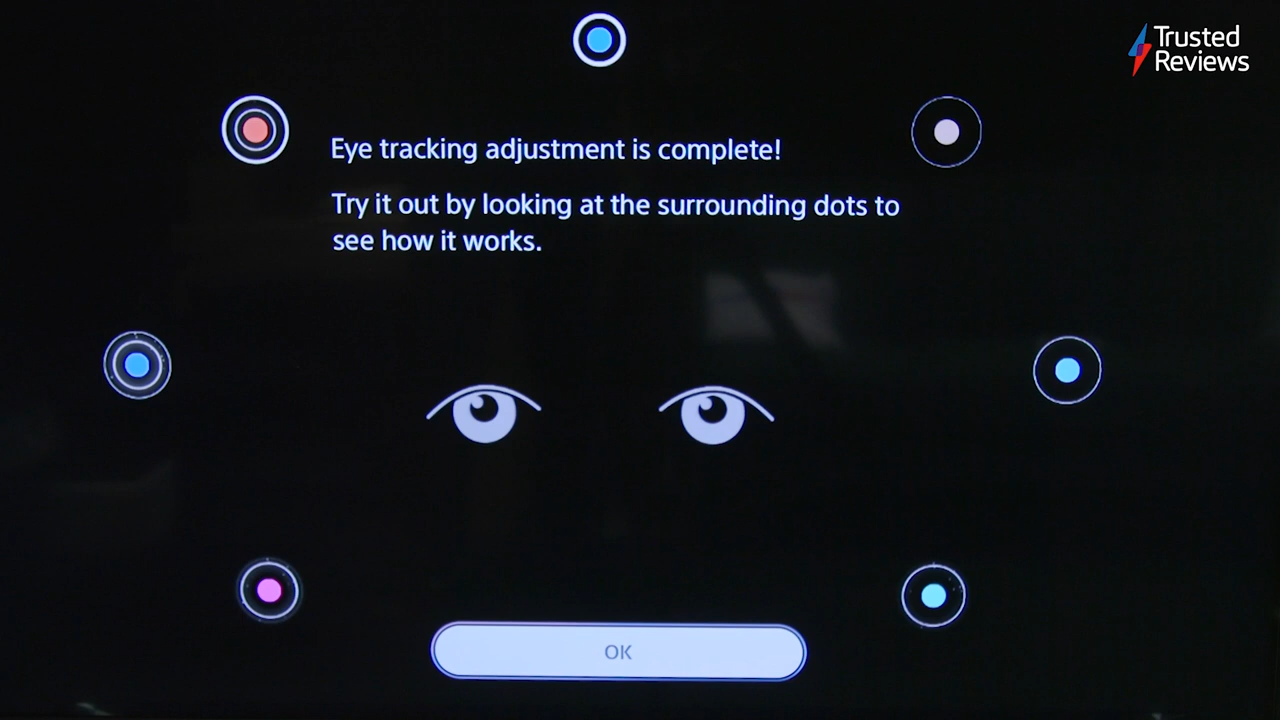 Trusted
Reviews
Eye tracking adjustment is complete!
Try it out by looking at the surrounding dots to
see how it works.
OK